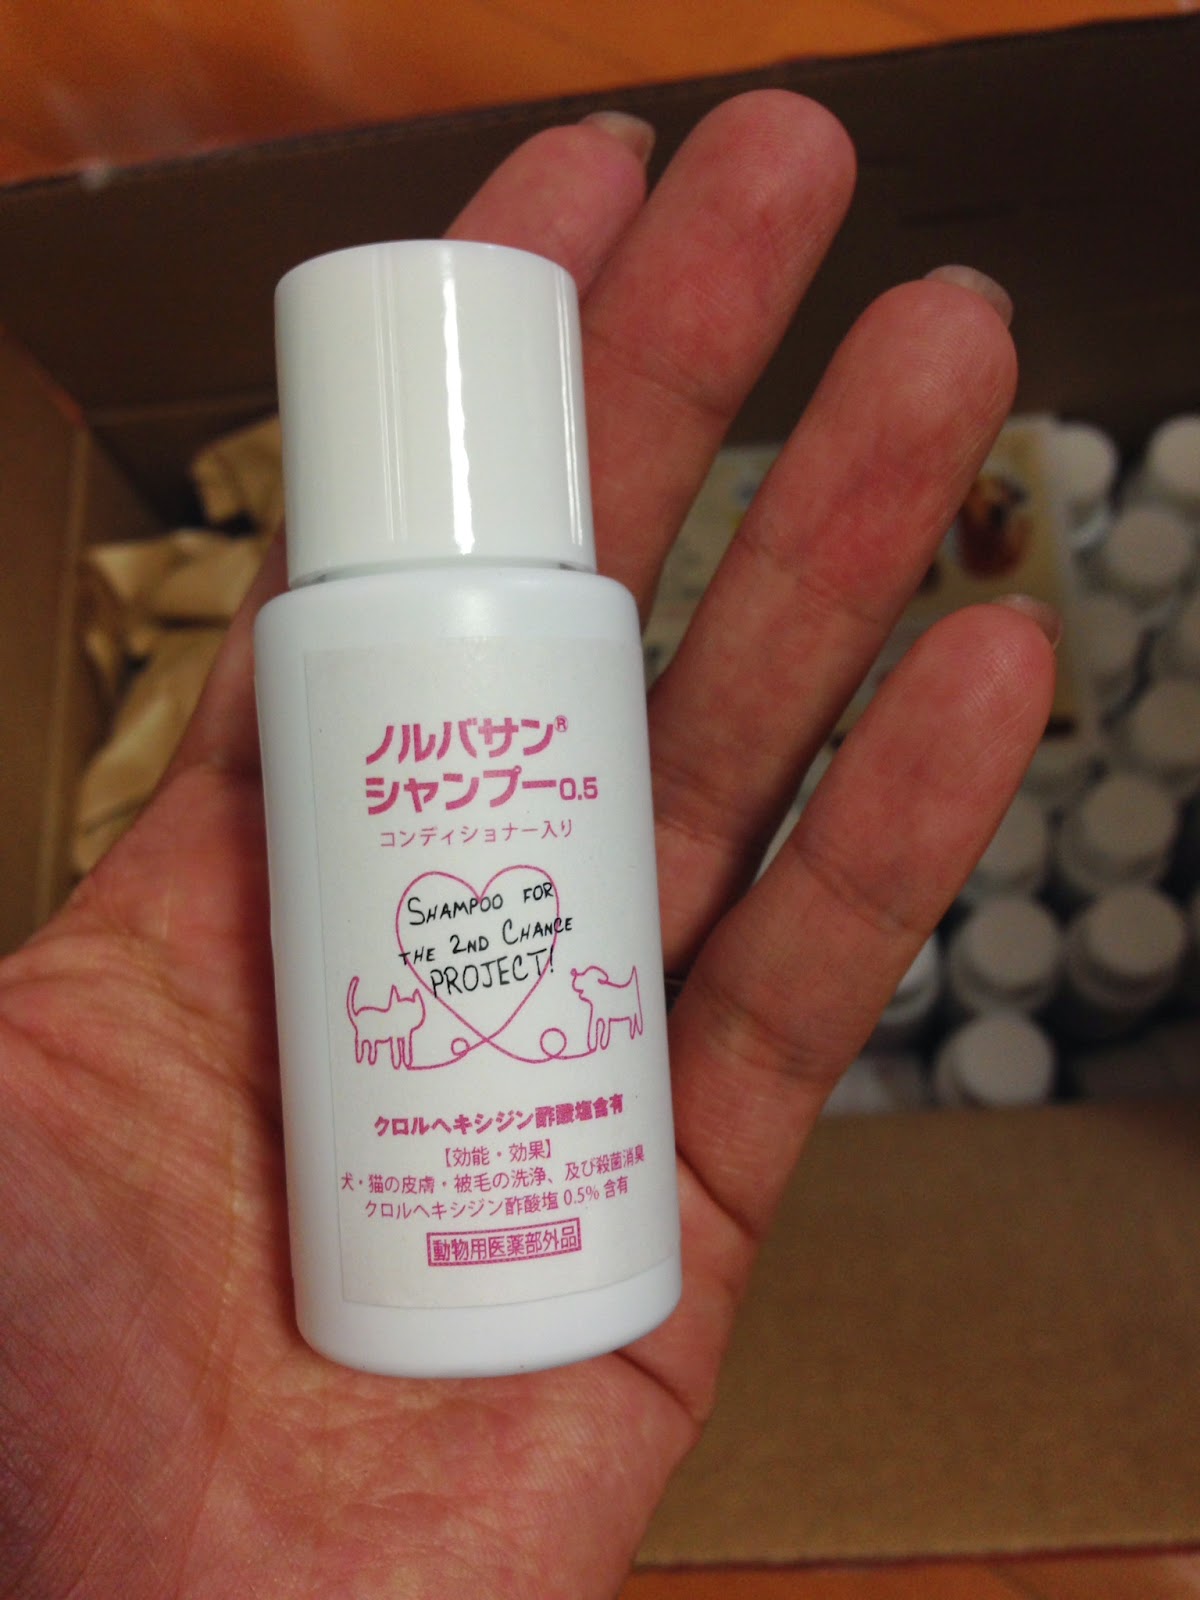 ノルバサン®
シャンプー0.5
コンディショナー入り
SHAMPOO FOR
THE 2ND CHANCE
PROJECT!
クロルヘキシジン酢酸塩含有
【効能・効果】
犬・猫の皮膚・被毛の洗浄、及び殺菌消臭
クロルヘキシジン酢酸塩 0.5% 含有
動物用医薬部外品